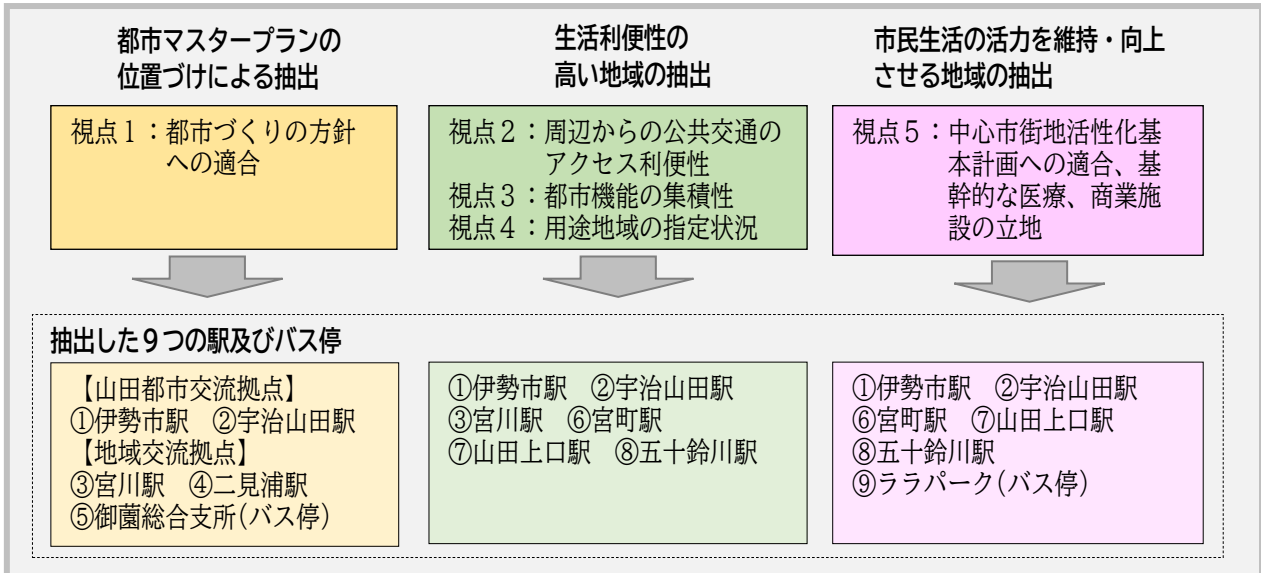 都市マスタープランの
位置づけによる抽出
視点１：都市づくりの方針
への適合
生活利便性の
高い地域の抽出
視点２：周辺からの公共交通の
アクセス利便性
視点３：都市機能の集積性
視点４：用途地域の指定状況
市民生活の活力を維持・向上
させる地域の抽出
視点５：中心市街地活性化基
本計画への適合、基
幹的な医療、商業施
設の立地
抽出した９つの駅及びバス停
【山田都市交流拠点】
①伊勢市駅　②宇治山田駅
【地域交流拠点】
③宮川駅　④二見浦駅
⑤御薗総合支所(バス停)
①伊勢市駅　②宇治山田駅
③宮川駅　⑥宮町駅
⑦山田上口駅　⑧五十鈴川駅
①伊勢市駅　②宇治山田駅
⑥宮町駅　⑦山田上口駅
⑧五十鈴川駅
⑨ララパーク(バス停)